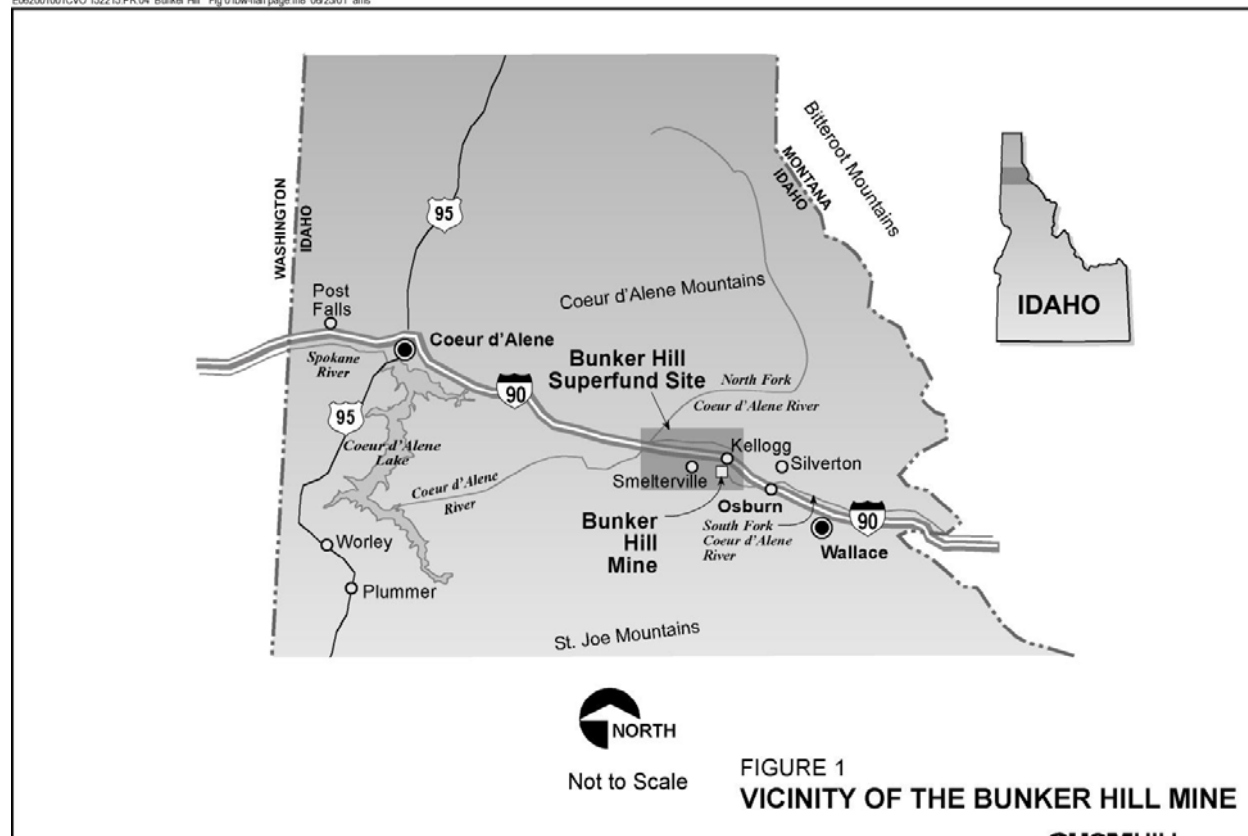 WASHINGTON
IDAHO
95
MONTANA
IDAHO
Bitteroot Mountains
IDAHO
Post
Falls
Coeur d'Alene Mountains
Coeur d'Alene
Spokane
River
Bunker Hill
Superfund Site
North Fork
Coeur d'Alene River
90
95
Coeur d'Alene
Lake
Kellogg
Silverton
Smelterville
Coeur d'Alene
River
Osburn
Bunker
Hill
Mine
South Fork
Coeur d'Alene
River
90
Wallace
Worley
Plummer
St. Joe Mountains
NORTH
Not to Scale
FIGURE 1
VICINITY OF THE BUNKER HILL MINE